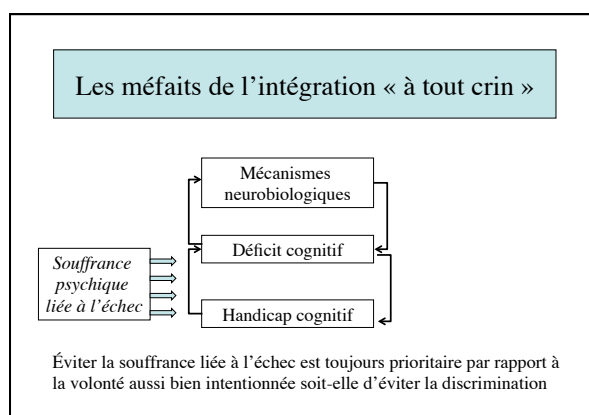 Les méfaits de l’intégration « à tout crin »
Mécanismes
neurobiologiques
Déficit cognitif
Souffrance
psychique
liée à l’échec
Handicap cognitif
Éviter la souffrance liée à l’échec est toujours prioritaire par rapport à
la volonté aussi bien intentionnée soit-elle d’éviter la discrimination